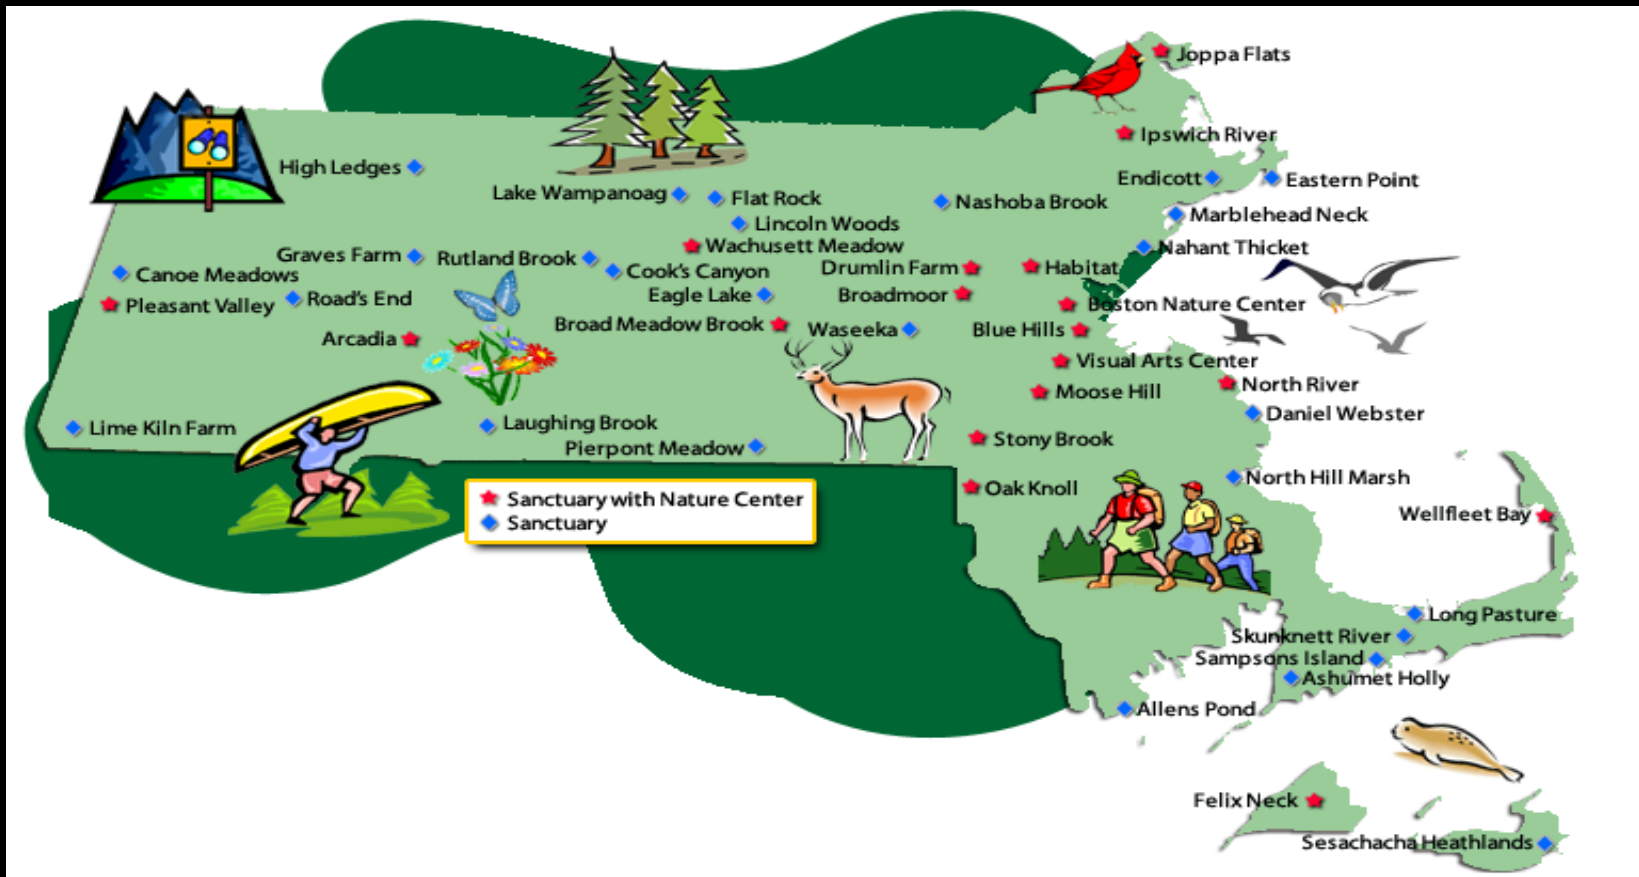 Joppa Flats
Ipswich River
High Ledges
Endicott
Eastern Point
Lake Wampanoag
Flat Rock
Nashoba Brook
Marblehead Neck
Lincoln Woods
Wachusett Meadow
Nahant Thicket
Graves Farm
Rutland Brook
Canoe Meadows
Cook's Canyon
Drumlin Farm
Habitat
Pleasant Valley
Road's End
Eagle Lake
Broadmoor
Boston Nature Center
Arcadia
Broad Meadow Brook
Waseeka
Blue Hills
Visual Arts Center
Moose Hill
North River
Daniel Webster
Lime Kiln Farm
Laughing Brook
Pierpont Meadow
Stony Brook
North Hill Marsh
Oak Knoll
Sanctuary with Nature Center
Sanctuary
Wellfleet Bay
Long Pasture
Skunknett River
Sampsons Island
Ashumet Holly
Allens Pond
Felix Neck
Sesachacha Heathlands